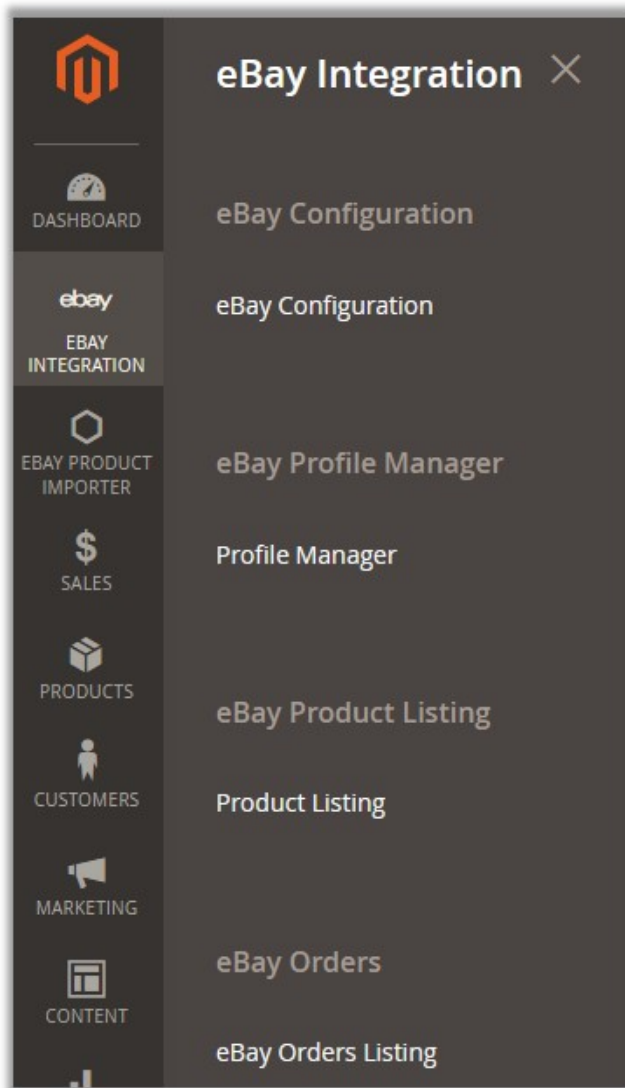 eBay Integration
DASHBOARD
ebay
EBAY
INTEGRATION
EBAY PRODUCT
IMPORTER
$
SALES
PRODUCTS
CUSTOMERS
MARKETING
CONTENT
eBay Configuration
eBay Configuration
eBay Profile Manager
Profile Manager
eBay Product Listing
Product Listing
eBay Orders
eBay Orders Listing